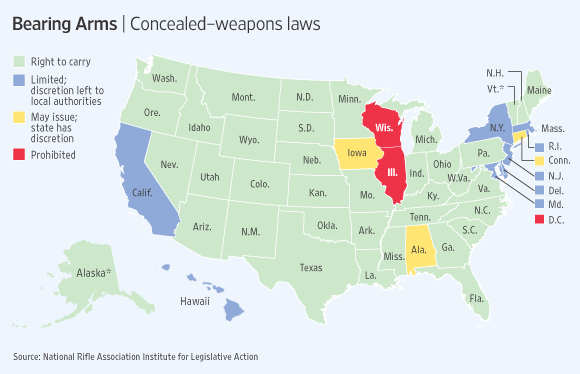 Bearing Arms | Concealed-weapons laws
Right to carry
Limited;
discretion left to
local authorities
May issue;
state has
discretion
Prohibited
Wash.
Mont.
N.D.
Minn.
N.H.
Vt.*
Maine
Ore.
Idaho
Wyo.
S.D.
Wis.
Mich.
N.Y.
Mass.
R.I.
Conn.
N.J.
Del.
Md.
D.C.
Calif.
Nev.
Utah
Colo.
Neb.
Kan.
Iowa
Ill.
Mo.
Ind.
Ohio
Pa.
W.Va.
Va.
Ky.
Ariz.
N.M.
Okla.
Ark.
Tenn.
N.C.
S.C.
Texas
La.
Miss.
Ala.
Ga.
Fla.
Alaska*
Hawaii
Source: National Rifle Association Institute for Legislative Action